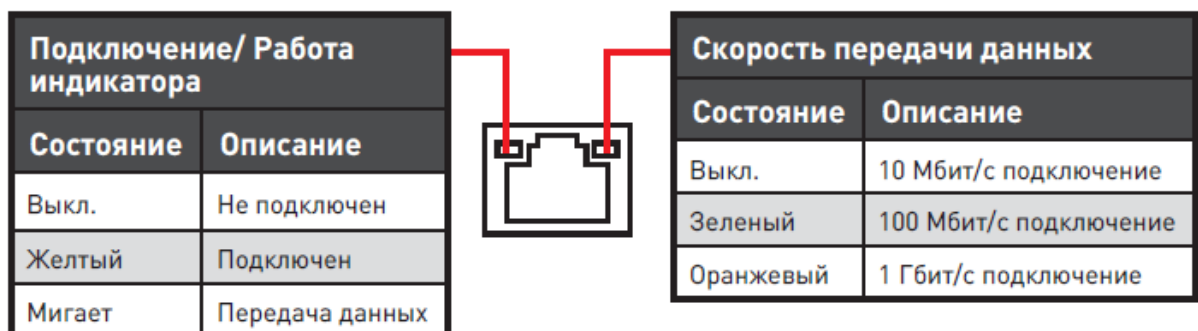 Подключение/ Работа
индикатора
Состояние Описание
Выкл. Не подключен
Желтый Подключен
Мигает Передача данных
Скорость передачи данных
Состояние Описание
Выкл. 10 Мбит/с подключение
Зеленый 100 Мбит/с подключение
Оранжевый 1 Гбит/с подключение